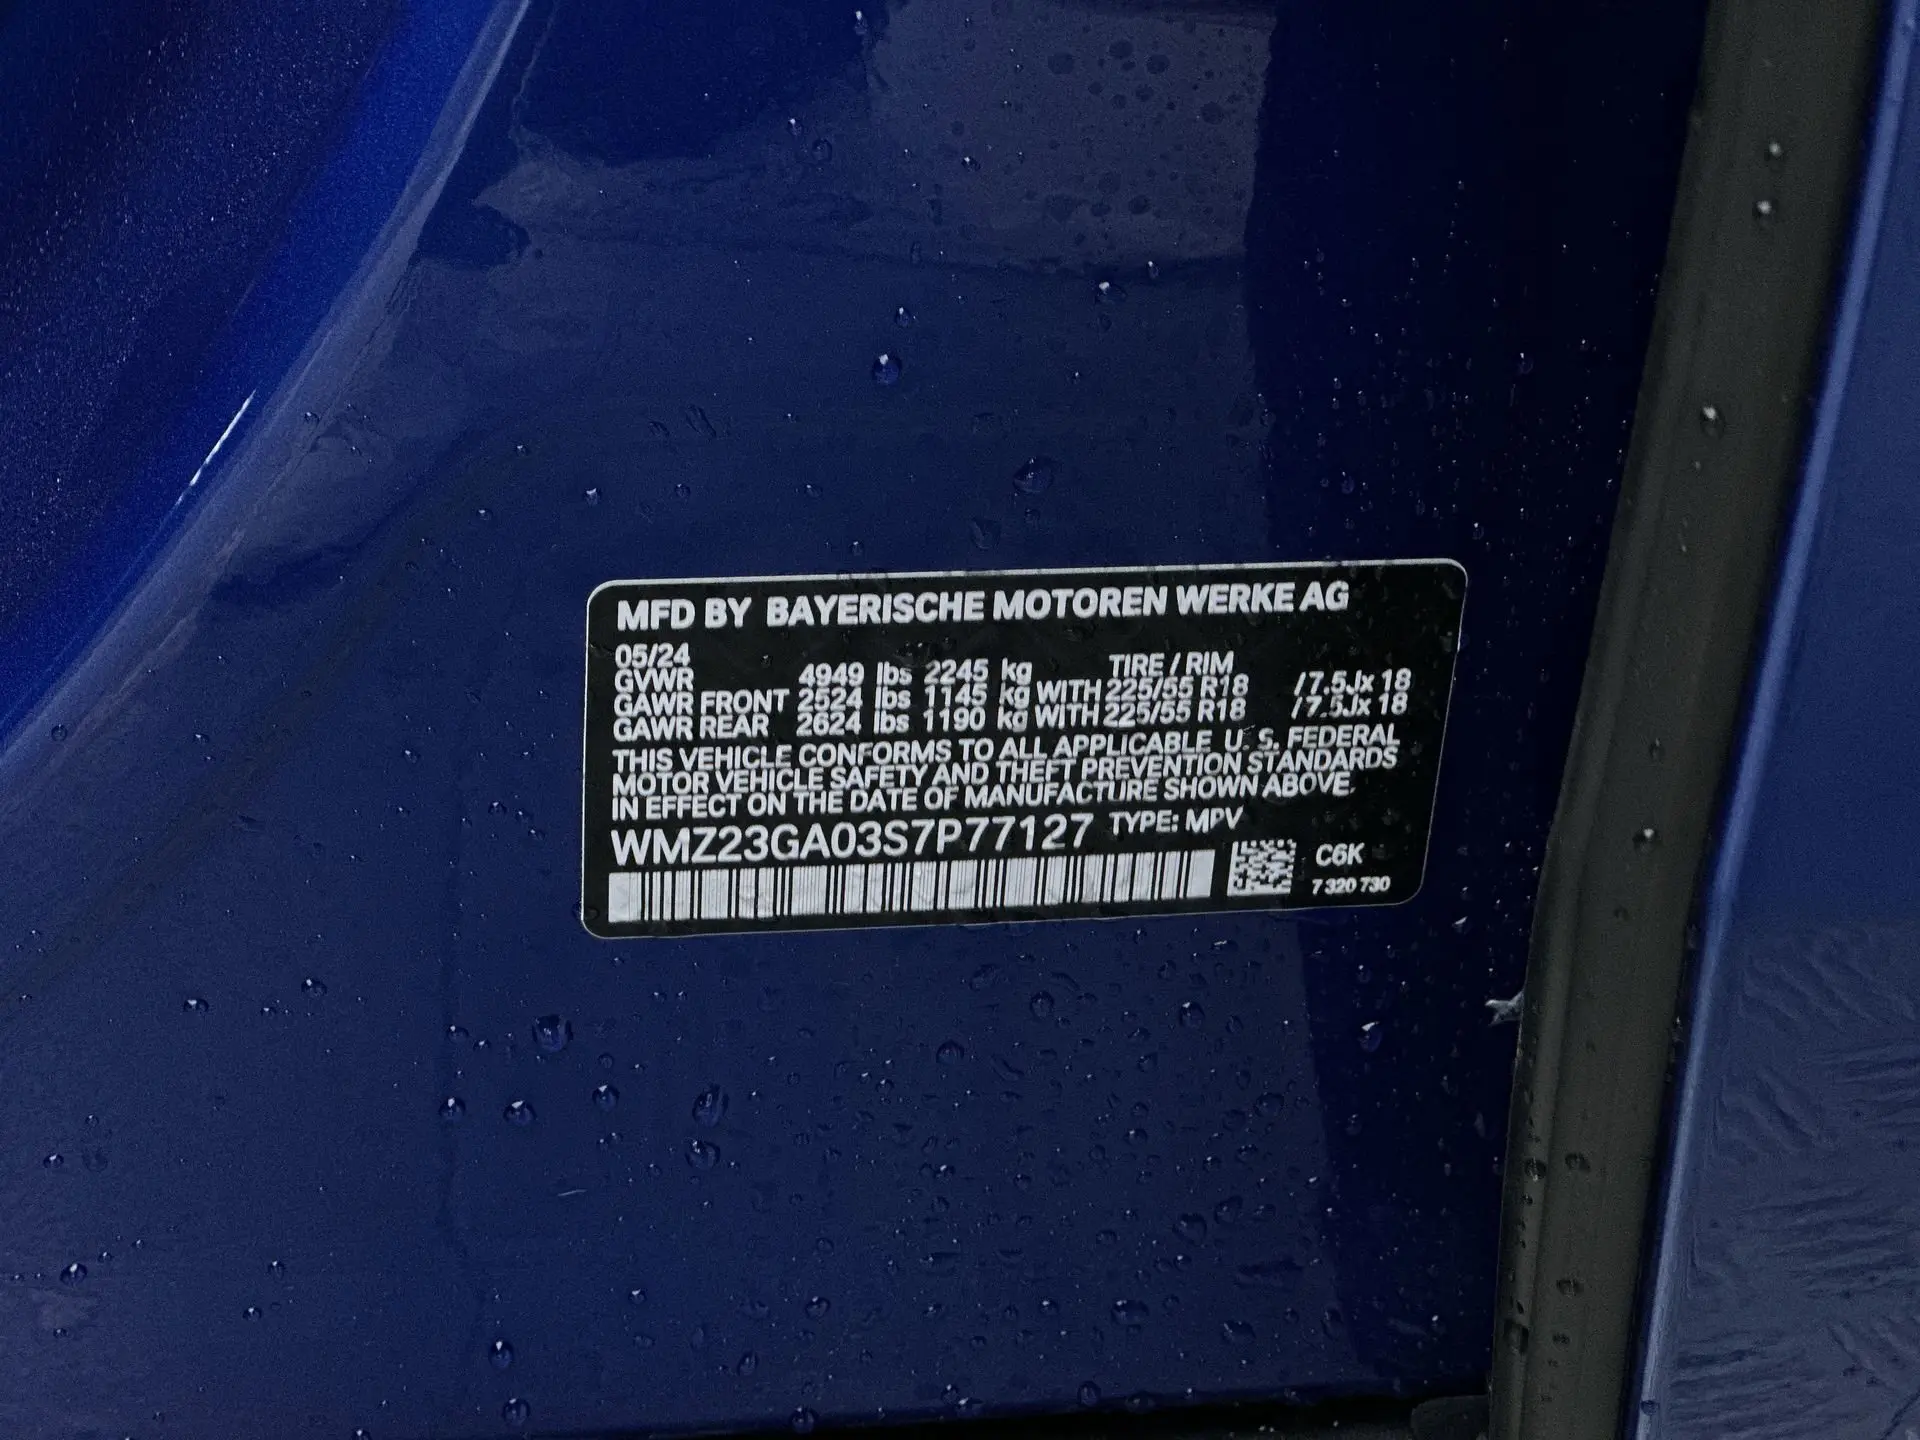 MFD BY BAYERISCHE MOTOREN WERKE AG
05/24
GVWR 4949 lbs 2245 kg TIRE / RIM
GAWR FRONT 2524 lbs 1145 kg WITH 225/55 R18 /7.5Jx 18
GAWR REAR 2624 lbs 1190 kg WITH 225/55 R18 /7.5Jx 18
THIS VEHICLE CONFORMS TO ALL APPLICABLE U. S. FEDERAL
MOTOR VEHICLE SAFETY AND THEFT PREVENTION STANDARDS
IN EFFECT ON THE DATE OF MANUFACTURE SHOWN ABOVE.
WMZ23GA03S7P77127 TYPE: MPV
C6K
7 320 730